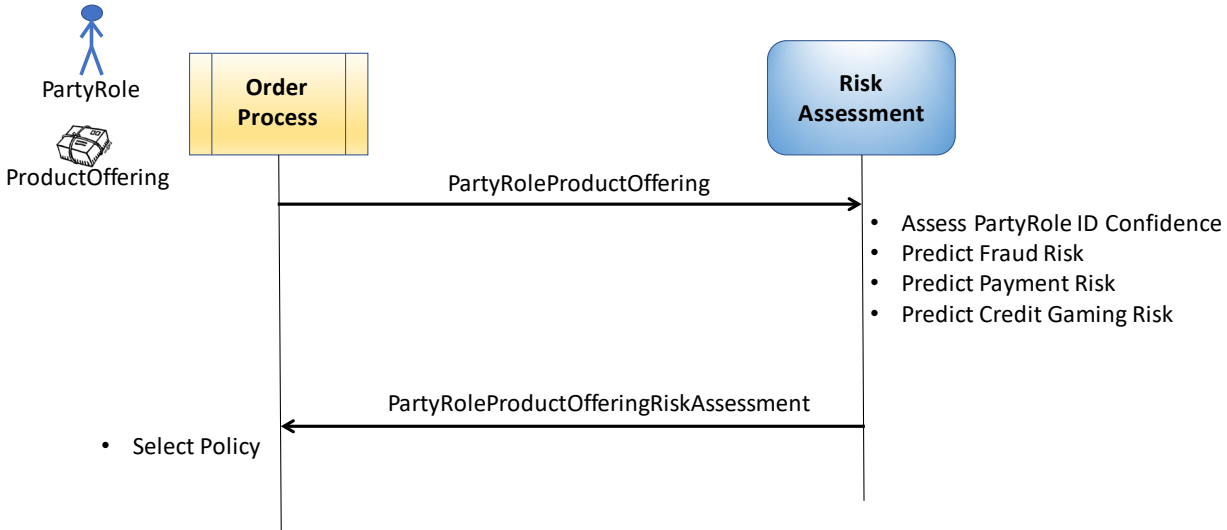 PartyRole
ProductOffering
Order
Process
Risk
Assessment
PartyRoleProductOffering
• Assess PartyRole ID Confidence
• Predict Fraud Risk
• Predict Payment Risk
• Predict Credit Gaming Risk
PartyRoleProductOfferingRiskAssessment
• Select Policy